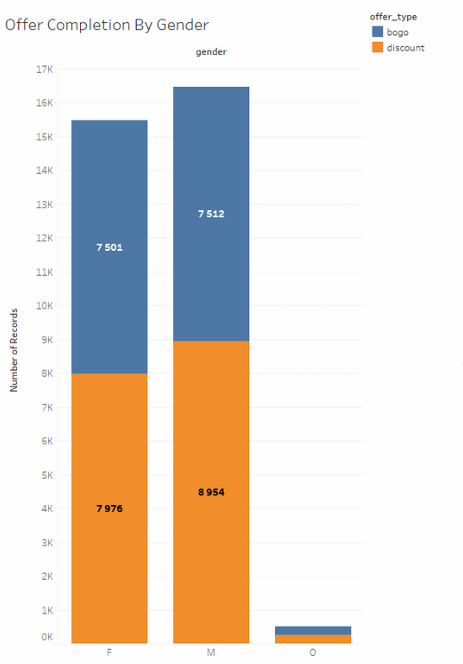 Offer Completion By Gender
offer_type
bogo
discount
gender
17K
16K
15K
14K
13K
12K
11K
10K
9K
8K
7K
6K
5K
4K
3K
2K
1K
0K
Number of Records
7 501
7 512
7 976
8 954
F
M
O